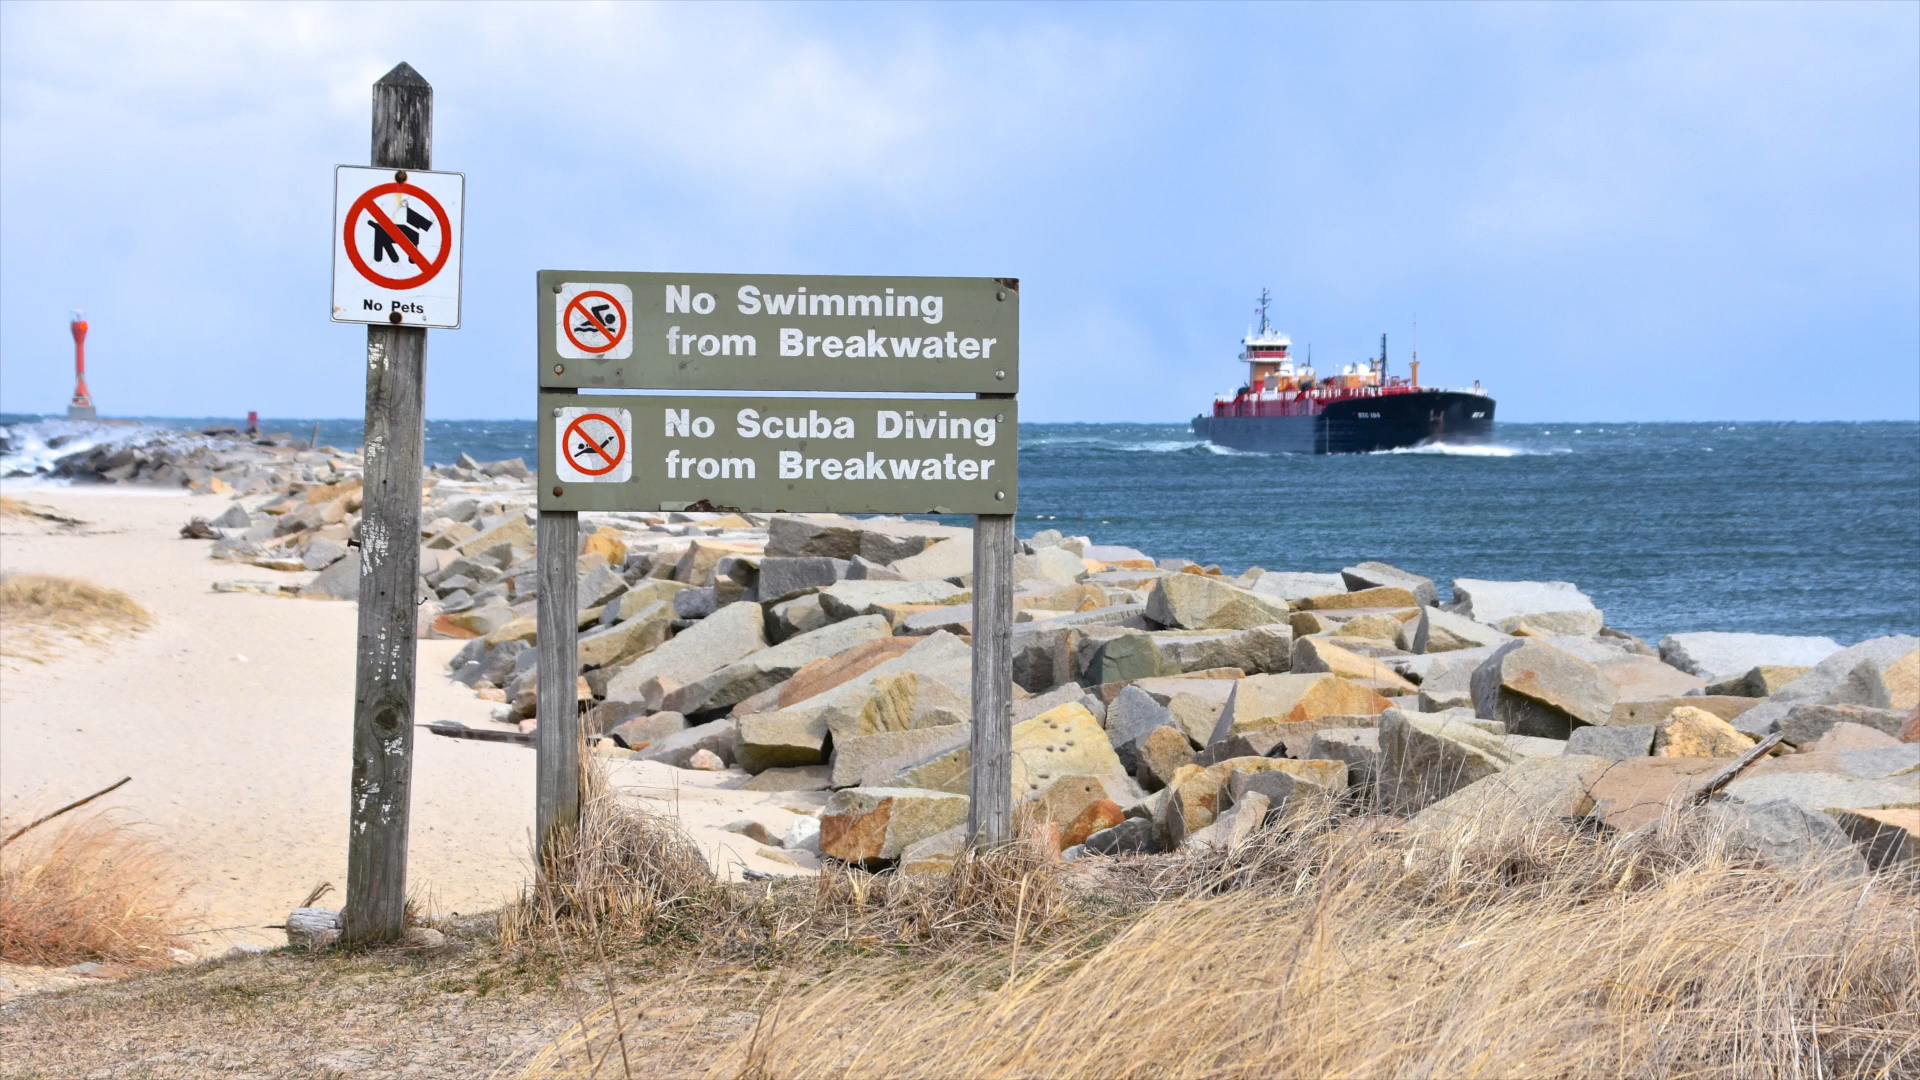 No Pets
No Swimming
from Breakwater
No Scuba Diving
from Breakwater